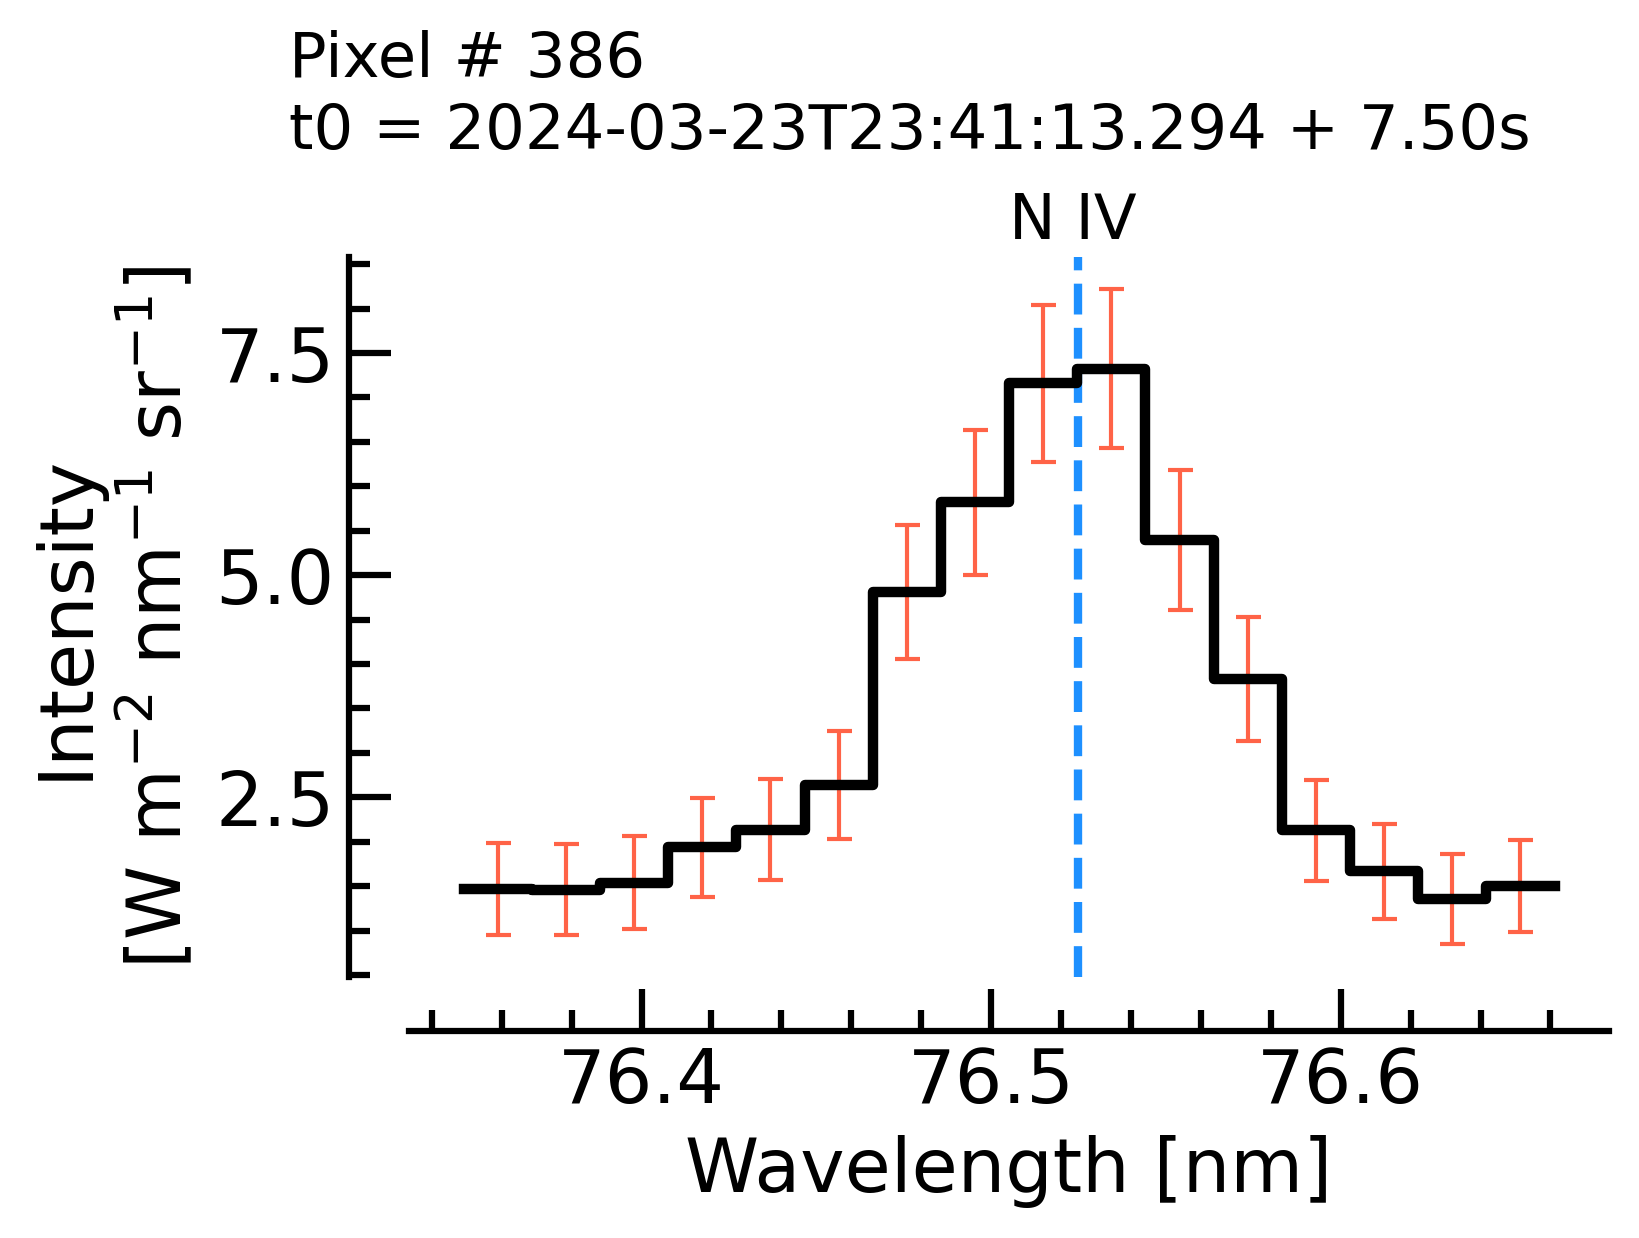 Pixel # 386
t0 = 2024-03-23T23:41:13.294 + 7.50s
N IV
Intensity
[W m⁻² nm⁻¹ sr⁻¹]
7.5
5.0
2.5
76.4 76.5 76.6
Wavelength [nm]